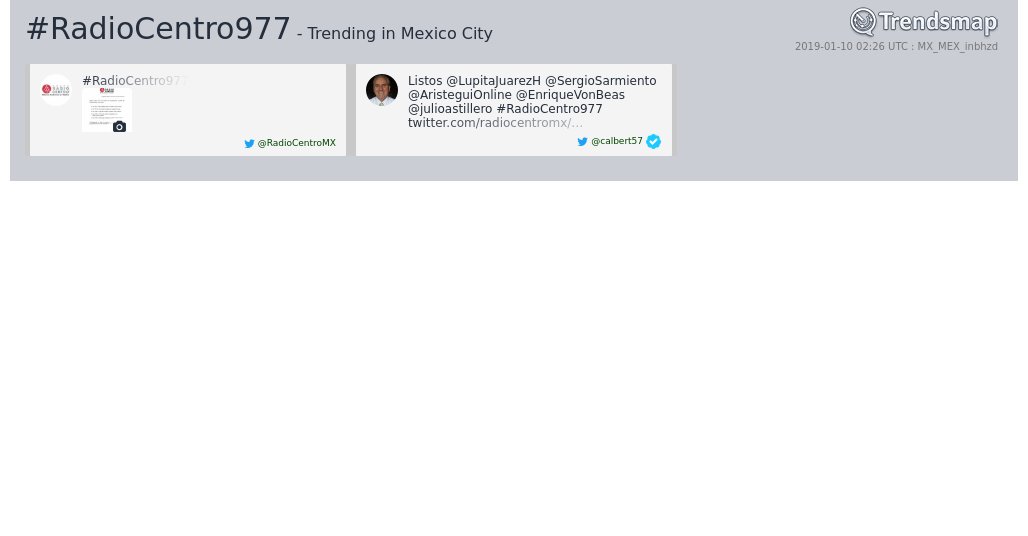 #RadioCentro977 - Trending in Mexico City
Trendsmap
2019-01-10 02:26 UTC : MX_MEX_inbhzd
#RadioCentro977
@RadioCentroMX
Listos @LupitaJuarezH @SergioSarmiento
@AristeguiOnline @EnriqueVonBeas
@julioastillero #RadioCentro977
twitter.com/radiocentromx/…
@calbert57